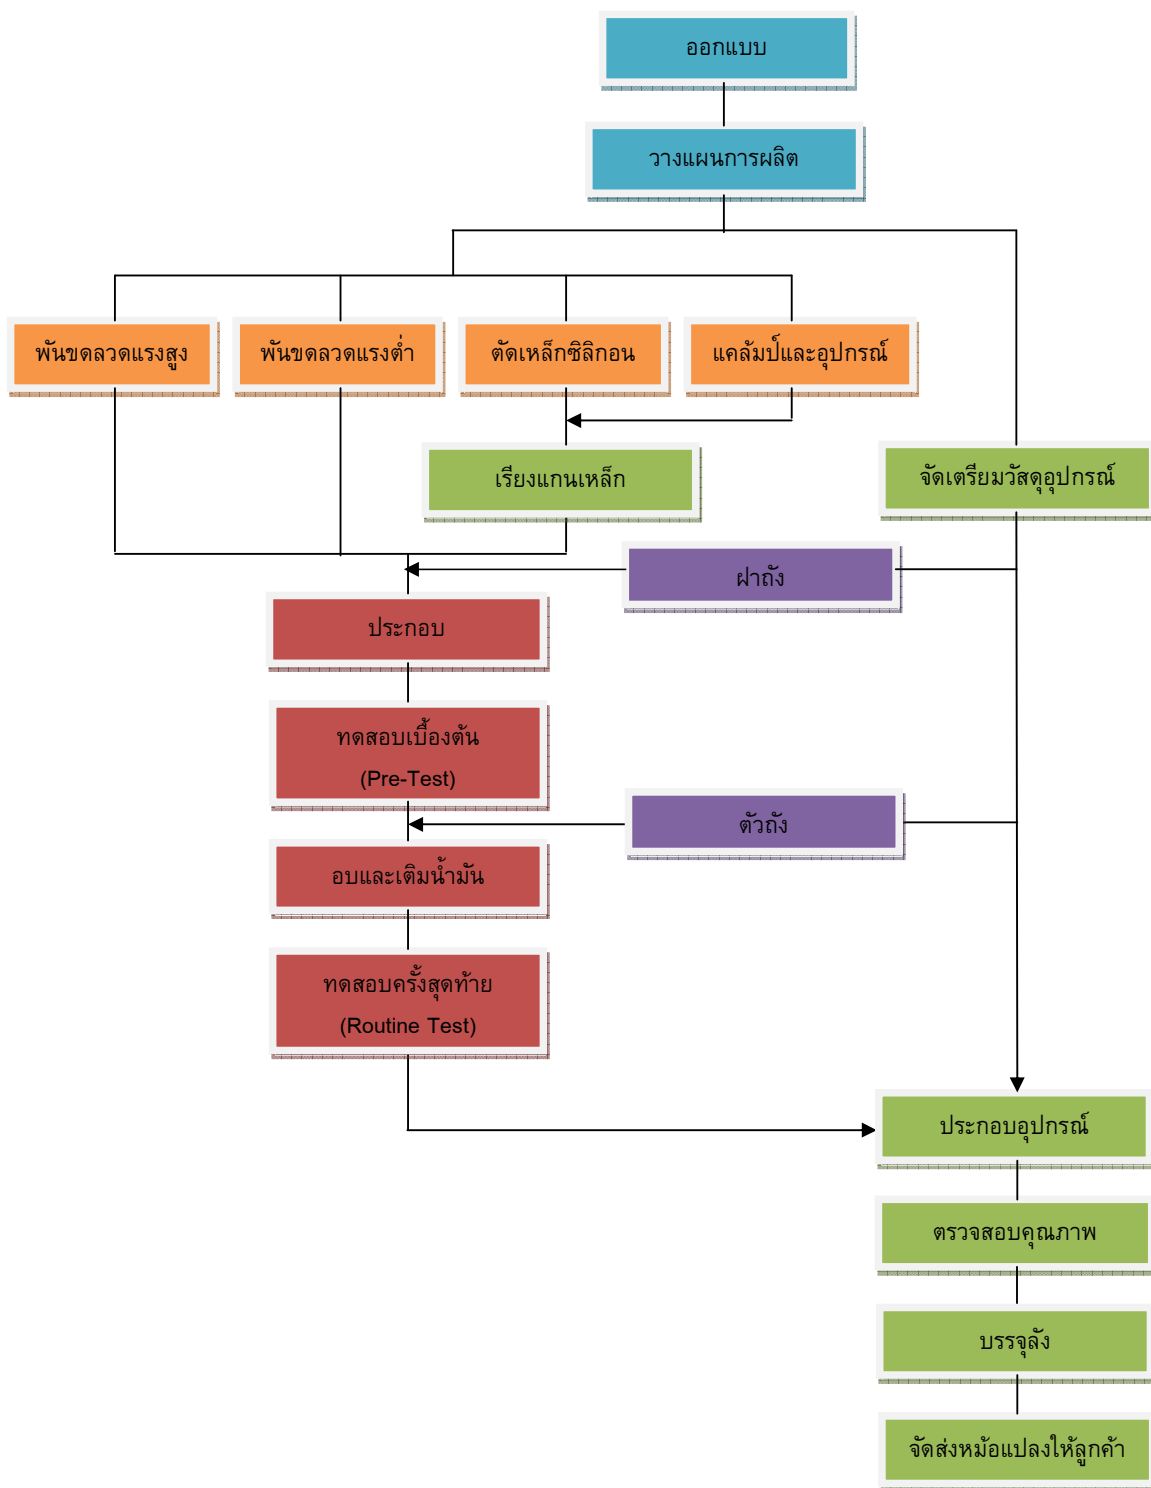 ออกแบบ
วางแผนการผลิต
พันขดลวดแรงสูง
พันขดลวดแรงต่ำ
ตัดเหล็กซิลิกอน
แคล้มป์และอุปกรณ์
เรียงแกนเหล็ก
จัดเตรียมวัสดุอุปกรณ์
ฝาถัง
ประกอบ
ทดสอบเบื้องต้น
(Pre-Test)
ตัวถัง
อบและเติมน้ำมัน
ทดสอบครั้งสุดท้าย
(Routine Test)
ประกอบอุปกรณ์
ตรวจสอบคุณภาพ
บรรจุลัง
จัดส่งหม้อแปลงให้ลูกค้า